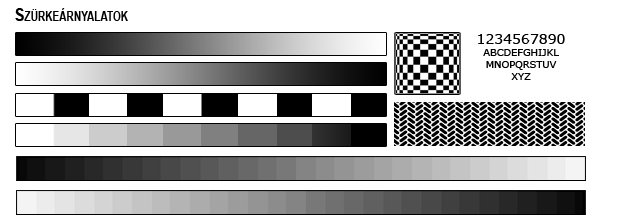 Szürkeárnyalatok
1234567890
ABCDEFGHIJKL
MNOPQRSTUV
XYZ